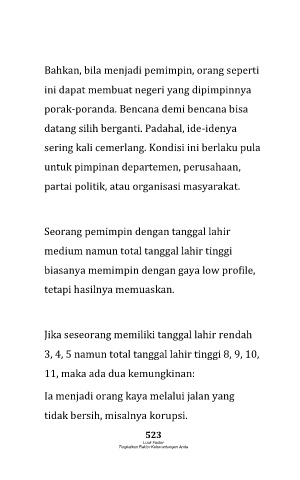 Bahkan, bila menjadi pemimpin, orang seperti
ini dapat membuat negeri yang dipimpinnya
porak-poranda. Bencana demi bencana bisa
datang silih berganti. Padahal, ide-idenya
sering kali cemerlang. Kondisi ini berlaku pula
untuk pimpinan departemen, perusahaan,
partai politik, atau organisasi masyarakat.
Seorang pemimpin dengan tanggal lahir
medium namun total tanggal lahir tinggi
biasanya memimpin dengan gaya low profile,
tetapi hasilnya memuaskan.
Jika seseorang memiliki tanggal lahir rendah
3, 4, 5 namun total tanggal lahir tinggi 8, 9, 10,
11, maka ada dua kemungkinan:
Ia menjadi orang kaya melalui jalan yang
tidak bersih, misalnya korupsi.
523
Luck Factor
Tingkatkan Faktor Keberuntungan Anda